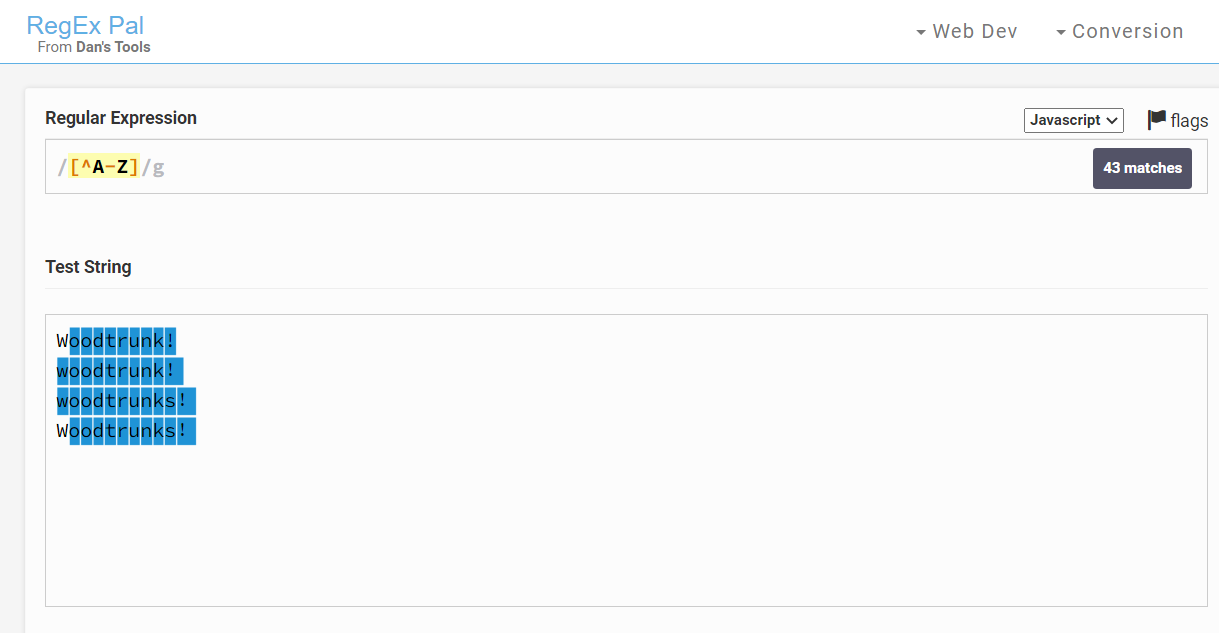 RegEx Pal
From Dan's Tools
Web Dev
Conversion
Regular Expression
Javascript
flags
/[^A-Z]/g
43 matches
Test String
Woodtrunk!
woodtrunk!
woodtrunks!
Woodtrunks!